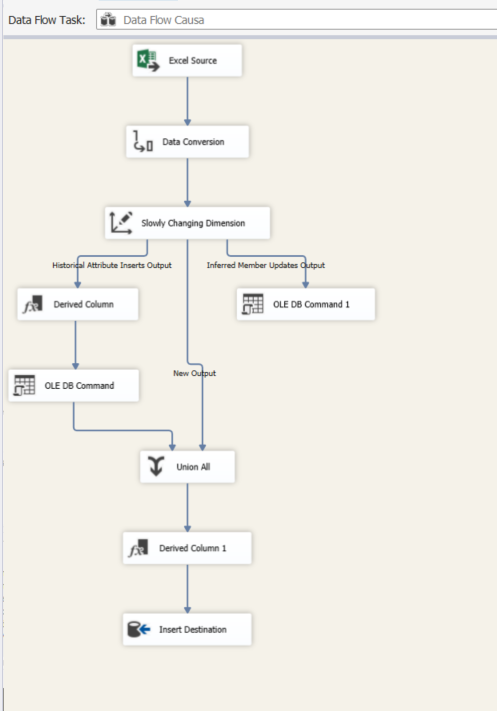 Data Flow Task: Data Flow Causa
Excel Source
Data Conversion
Slowly Changing Dimension
Historical Attribute Inserts Output
Inferred Member Updates Output
Derived Column
OLE DB Command 1
New Output
OLE DB Command
Union All
Derived Column 1
Insert Destination